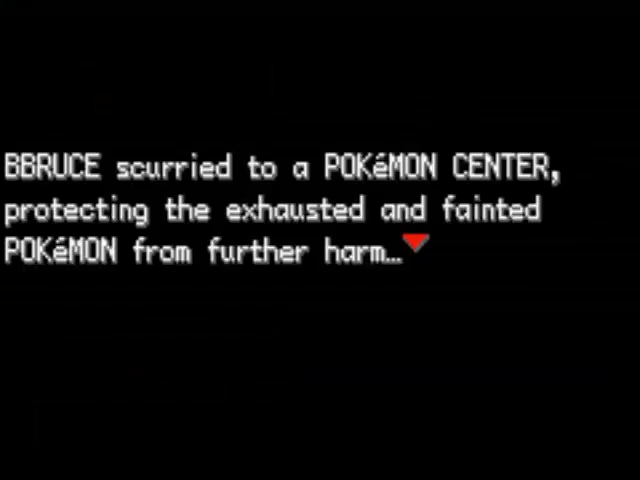 BBRUCE scurried to a POKéMON CENTER,
protecting the exhausted and fainted
POKéMON from further harm…